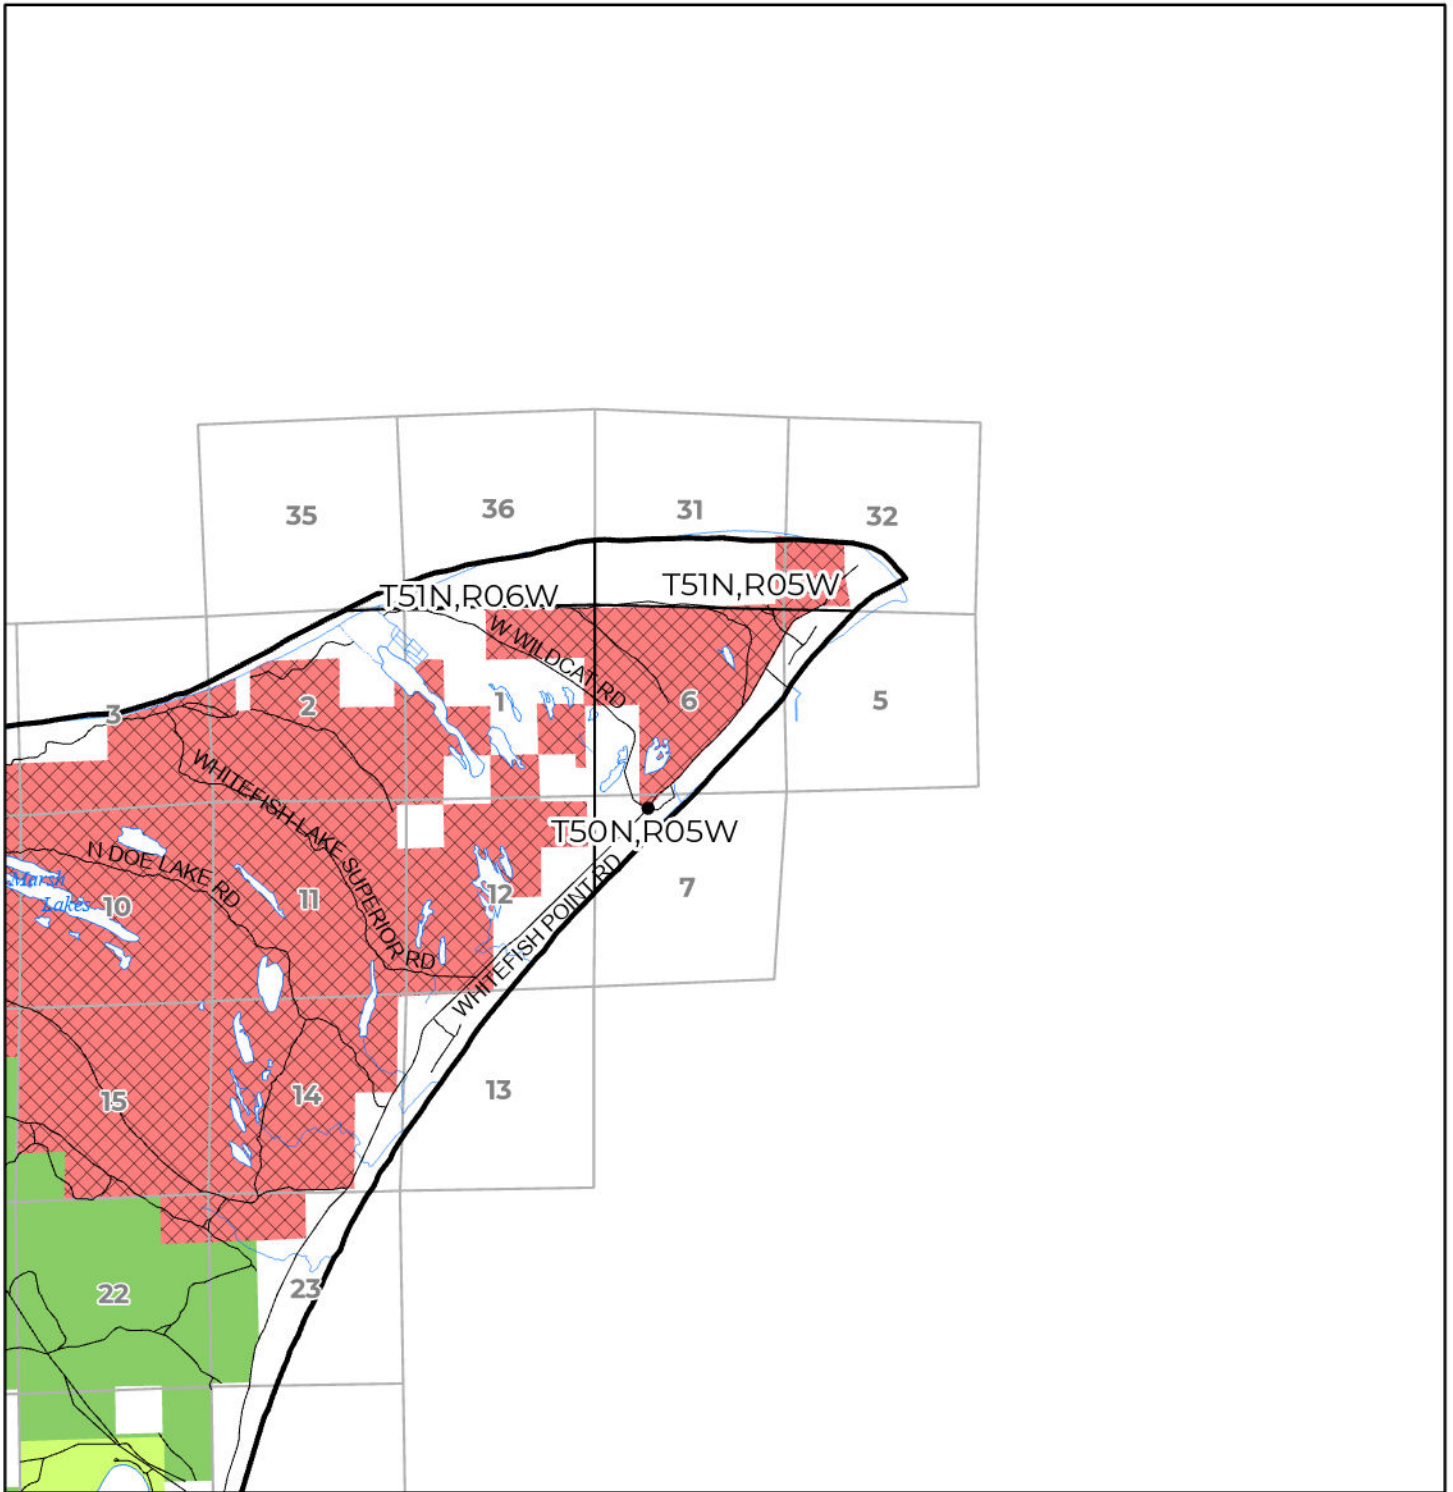 35
36
31
32
T51N,R06W
T51N,R05W
W WILDCAT RD
3
2
1
6
5
WHITEFISH LAKE SUPERIOR RD
N DOE LAKE RD
T50N,R05W
Marsh
Lakes
10
11
12
7
WHITEFISH POINT RD
15
14
13
22
23